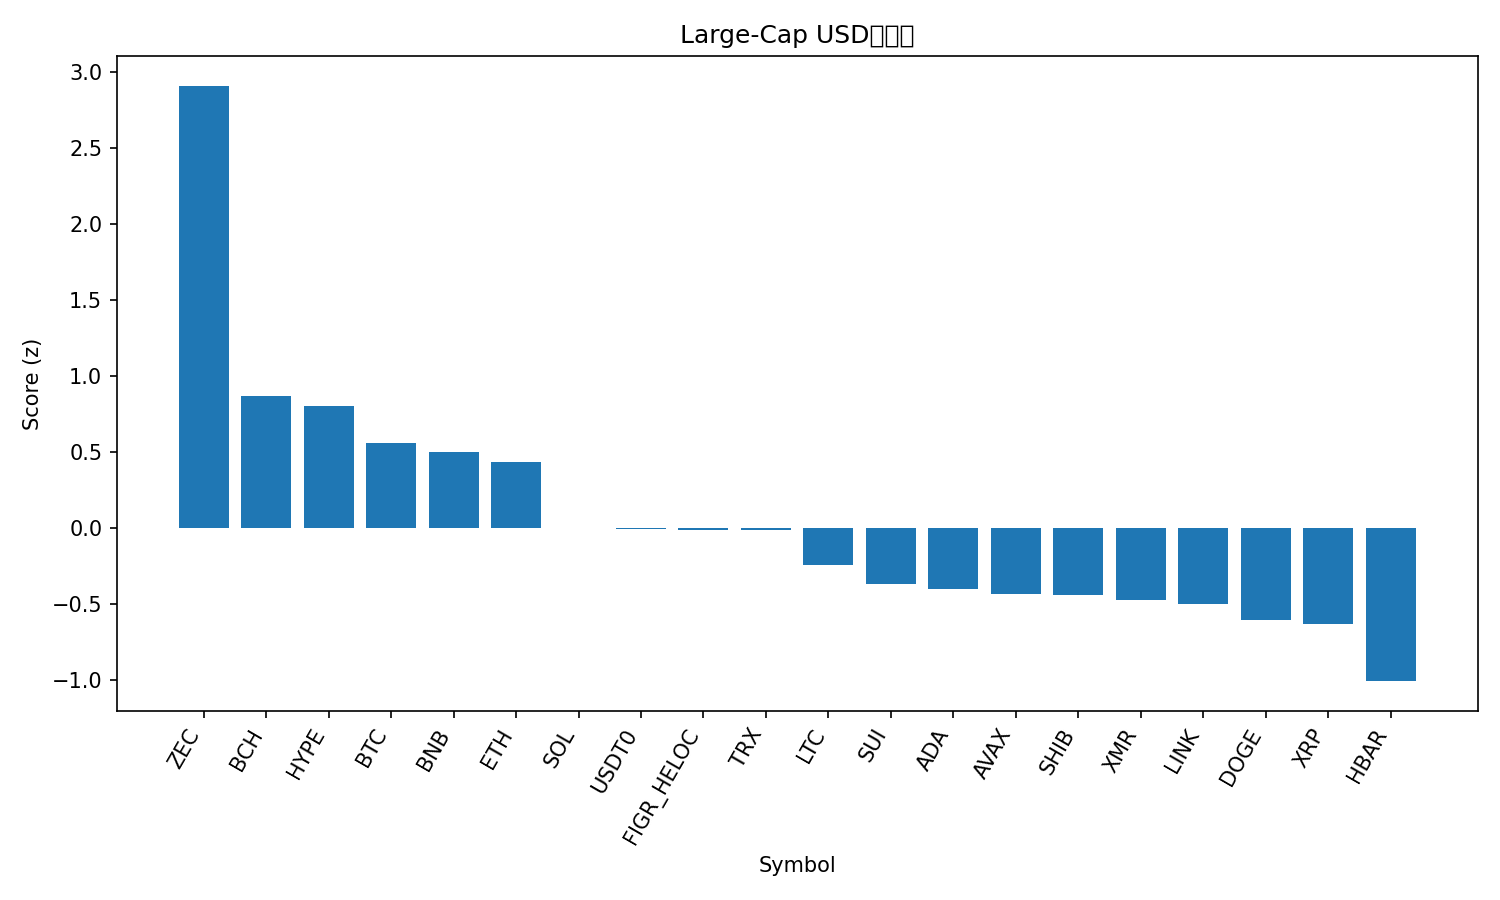 Large-Cap USD
3.0
2.5
2.0
1.5
1.0
0.5
0.0
−0.5
−1.0
Score (z)
ZEC
BCH
HYPE
BTC
BNB
ETH
SOL
USDT0
FIGR_HELOC
TRX
LTC
SUI
ADA
AVAX
SHIB
XMR
LINK
DOGE
XRP
HBAR
Symbol